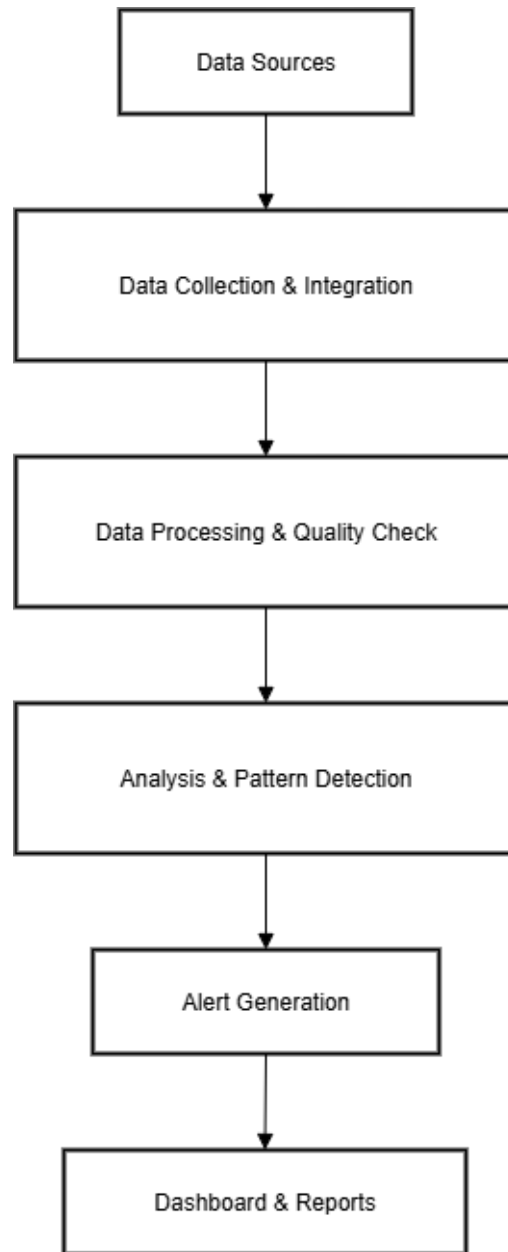 Data Sources
Data Collection & Integration
Data Processing & Quality Check
Analysis & Pattern Detection
Alert Generation
Dashboard & Reports